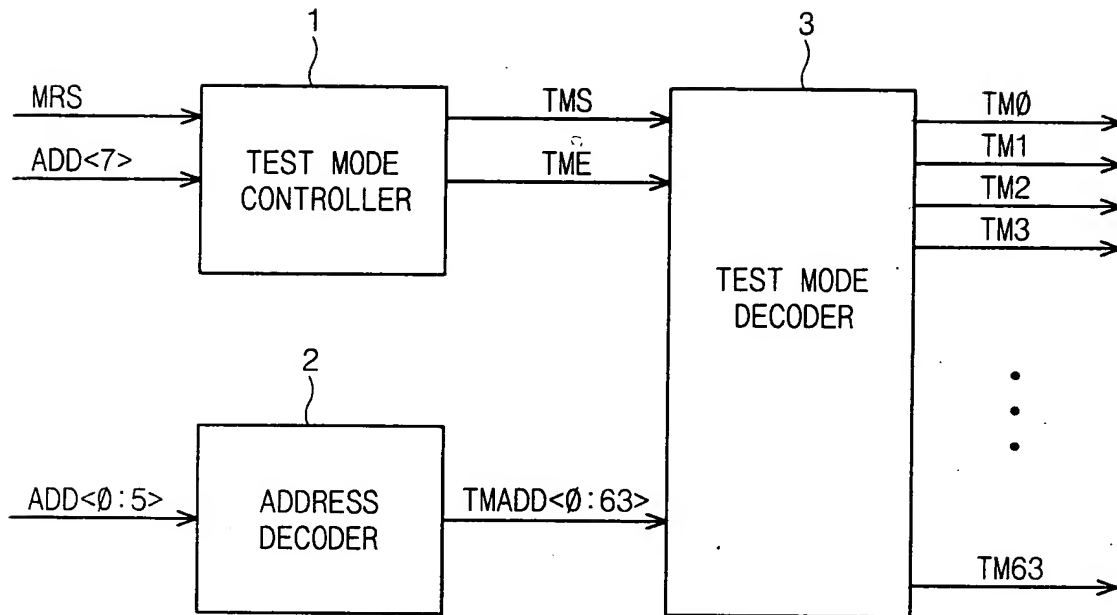 1
MRS
ADD<7>
TEST MODE
CONTROLLER
TMS
TME
3
TEST MODE
DECODER
TMØ
TM1
TM2
TM3
TM63
2
ADD<Ø:5>
ADDRESS
DECODER
TMADD<Ø:63>